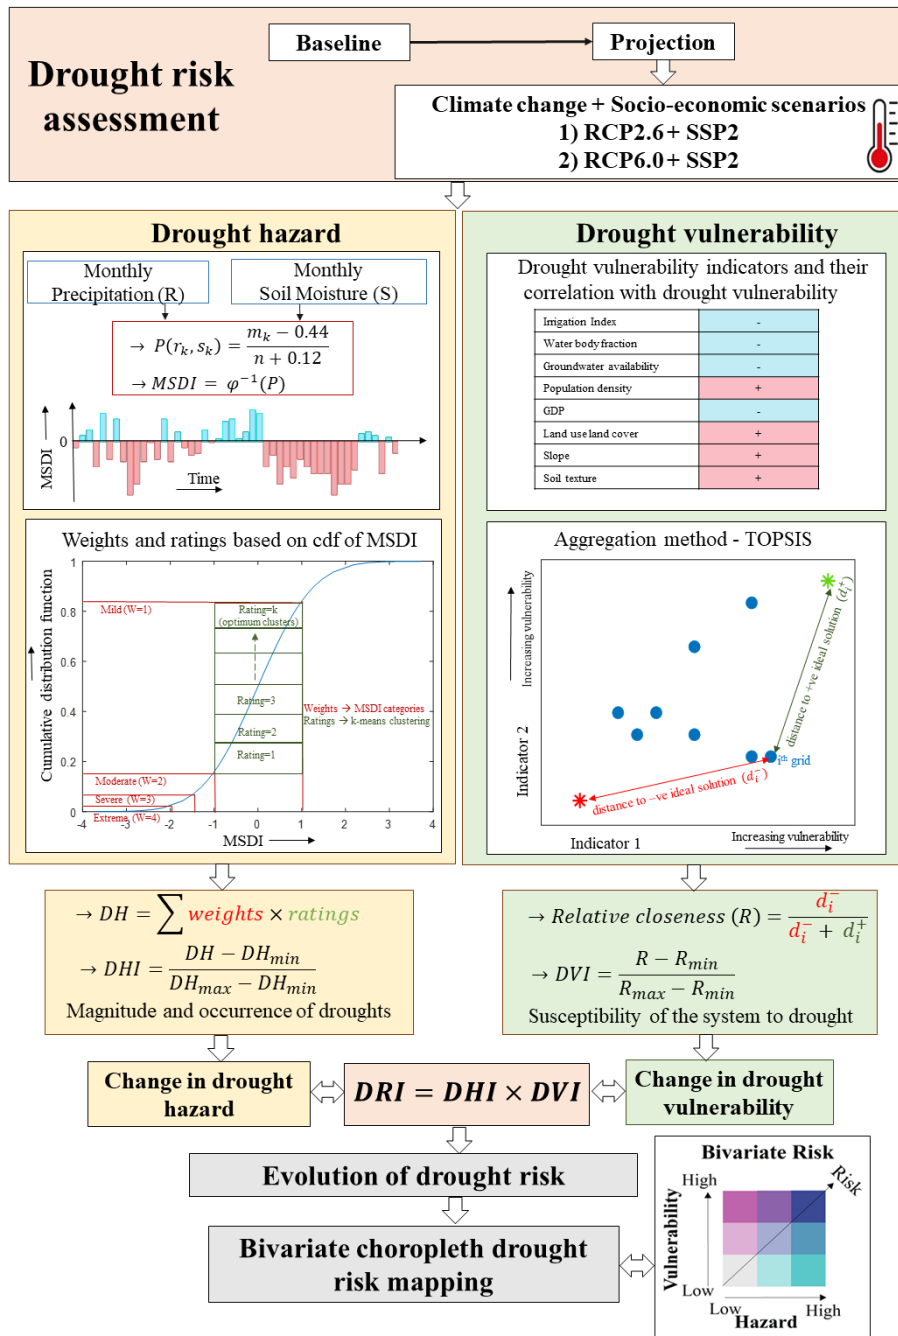 Drought risk
assessment
Baseline
Projection
Climate change + Socio-economic scenarios
1) RCP2.6 + SSP2
2) RCP6.0 + SSP2
Drought hazard
Monthly
Precipitation (R)
Monthly
Soil Moisture (S)
→ P(r_k, s_k) = (m_k − 0.44) / (n + 0.12)
→ MSDI = φ^{-1}(P)
MSDI
0
Time
Weights and ratings based on cdf of MSDI
Cumulative distribution function
1
0.8
0.6
0.4
0.2
0
Mild (W=1)
Moderate (W=2)
Severe (W=3)
Extreme (W=4)
Rating=k
(optimum clusters)
Rating=3
Rating=2
Rating=1
Weights → MSDI categories
Ratings → k-means clustering
-4 -3 -2 -1 0 1 2 3 4
MSDI
Drought vulnerability
Drought vulnerability indicators and their
correlation with drought vulnerability
Irrigation Index -
Water body fraction -
Groundwater availability -
Population density +
GDP -
Land use land cover +
Slope +
Soil texture +
Aggregation method - TOPSIS
Increasing vulnerability
Indicator 2
distance to +ve ideal solution (d_i^+)
i^th grid
distance to −ve ideal solution (d_i^−)
Indicator 1
Increasing vulnerability
→ DH = ∑ weights × ratings
→ DHI = (DH − DH_min) / (DH_max − DH_min)
Magnitude and occurrence of droughts
→ Relative closeness (R) = d_i^− / (d_i^− + d_i^+)
→ DVI = (R − R_min) / (R_max − R_min)
Susceptibility of the system to drought
Change in drought
hazard
DRI = DHI × DVI
Change in drought
vulnerability
Evolution of drought risk
Bivariate choropleth drought
risk mapping
Bivariate Risk
High
Risk
Vulnerability
Low
Low
High
Hazard